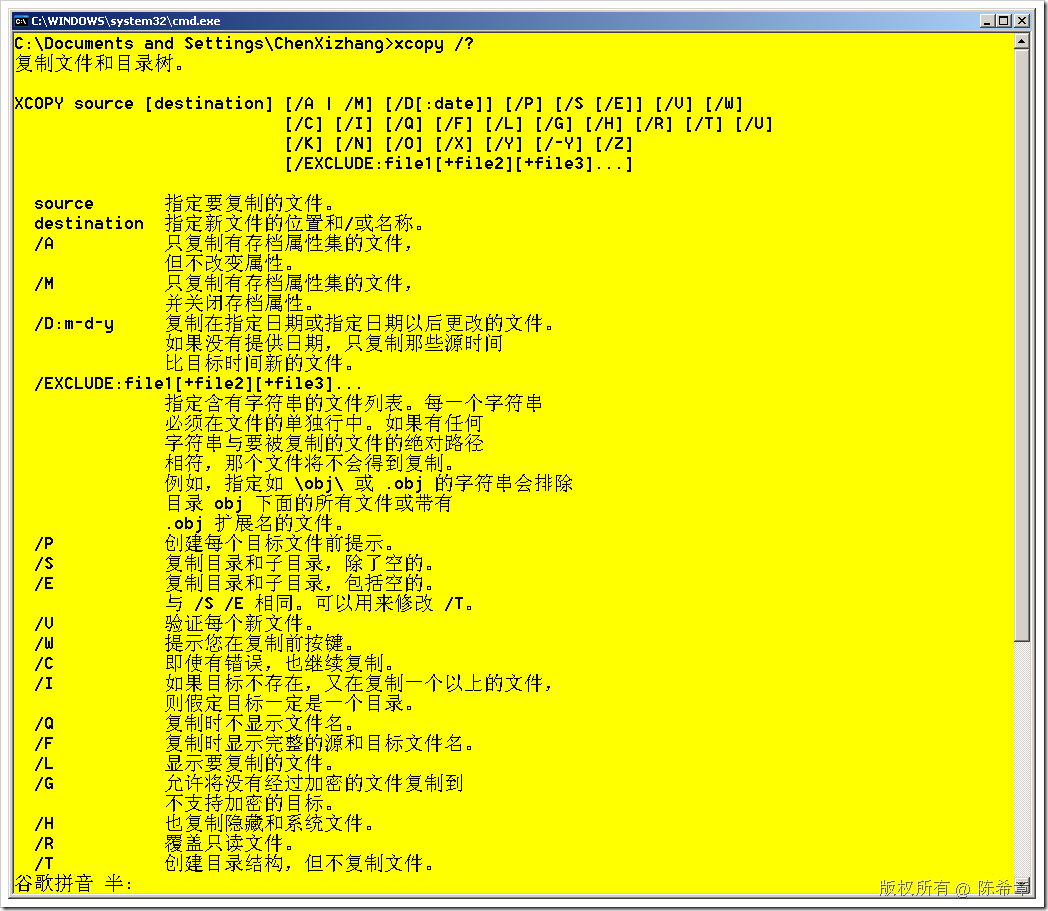 C:\WINDOWS\system32\cmd.exe
C:\Documents and Settings\ChenXizhang>xcopy /?
复制文件和目录树。
XCOPY source [destination] [/A | /M] [/D[:date]] [/P] [/S [/E]] [/V] [/W]
[/C] [/I] [/Q] [/F] [/L] [/G] [/H] [/R] [/T] [/U]
[/K] [/N] [/O] [/X] [/Y] [/-Y] [/Z]
[/EXCLUDE:file1[+file2][+file3]...]
source 指定要复制的文件。
destination 指定新文件的位置和/或名称。
/A 只复制有存档属性集的文件，
但不改变属性。
/M 只复制有存档属性集的文件，
并关闭存档属性。
/D:m-d-y 复制在指定日期或指定日期以后更改的文件。
如果没有提供日期，只复制那些源时间
比目标时间新的文件。
/EXCLUDE:file1[+file2][+file3]...
指定含有字符串的文件列表。每一个字符串
必须在文件的单独行中。如果有任何
字符串与要被复制的文件的绝对路径
相符，那个文件将不会得到复制。
例如，指定如 \obj\ 或 .obj 的字符串会排除
目录 obj 下面的所有文件或带有
.obj 扩展名的文件。
/P 创建每个目标文件前提示。
/S 复制目录和子目录，除了空的。
/E 复制目录和子目录，包括空的。
与 /S /E 相同。可以用来修改 /T。
/V 验证每个新文件。
/W 提示您在复制前按键。
/C 即使有错误，也继续复制。
/I 如果目标不存在，又在复制一个以上的文件，
则假定目标一定是一个目录。
/Q 复制时不显示文件名。
/F 复制时显示完整的源和目标文件名。
/L 显示要复制的文件。
/G 允许将没有经过加密的文件复制到
不支持加密的目标。
/H 也复制隐藏和系统文件。
/R 覆盖只读文件。
/T 创建目录结构，但不复制文件。
谷歌拼音 半:
版权所有 @ 陈希章